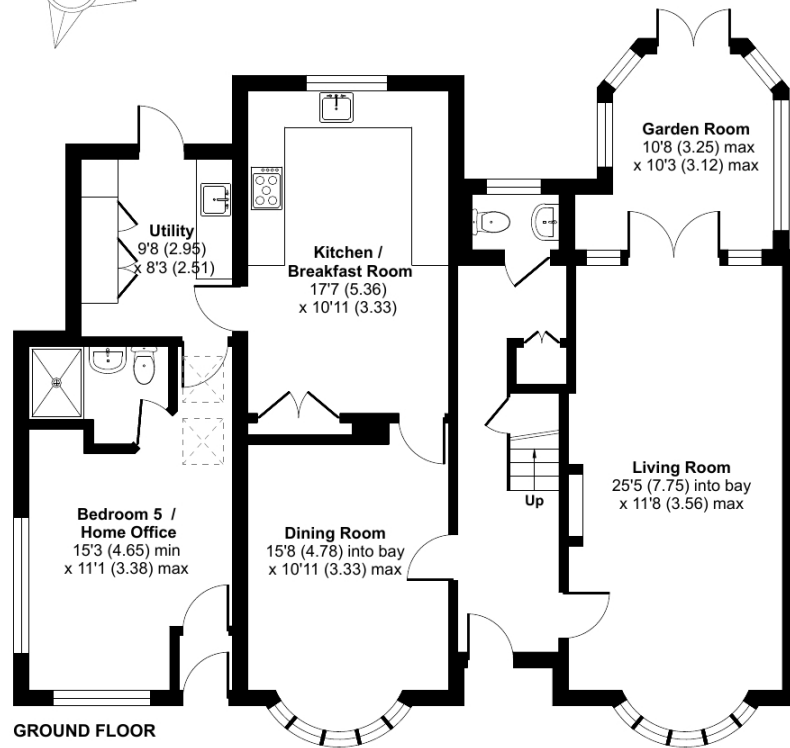 Garden Room
10'8 (3.25) max
x 10'3 (3.12) max
Utility
9'8 (2.95)
x 8'3 (2.51)
Kitchen /
Breakfast Room
17'7 (5.36)
x 10'11 (3.33)
Living Room
25'5 (7.75) into bay
x 11'8 (3.56) max
Up
Bedroom 5 /
Home Office
15'3 (4.65) min
x 11'1 (3.38) max
Dining Room
15'8 (4.78) into bay
x 10'11 (3.33) max
GROUND FLOOR